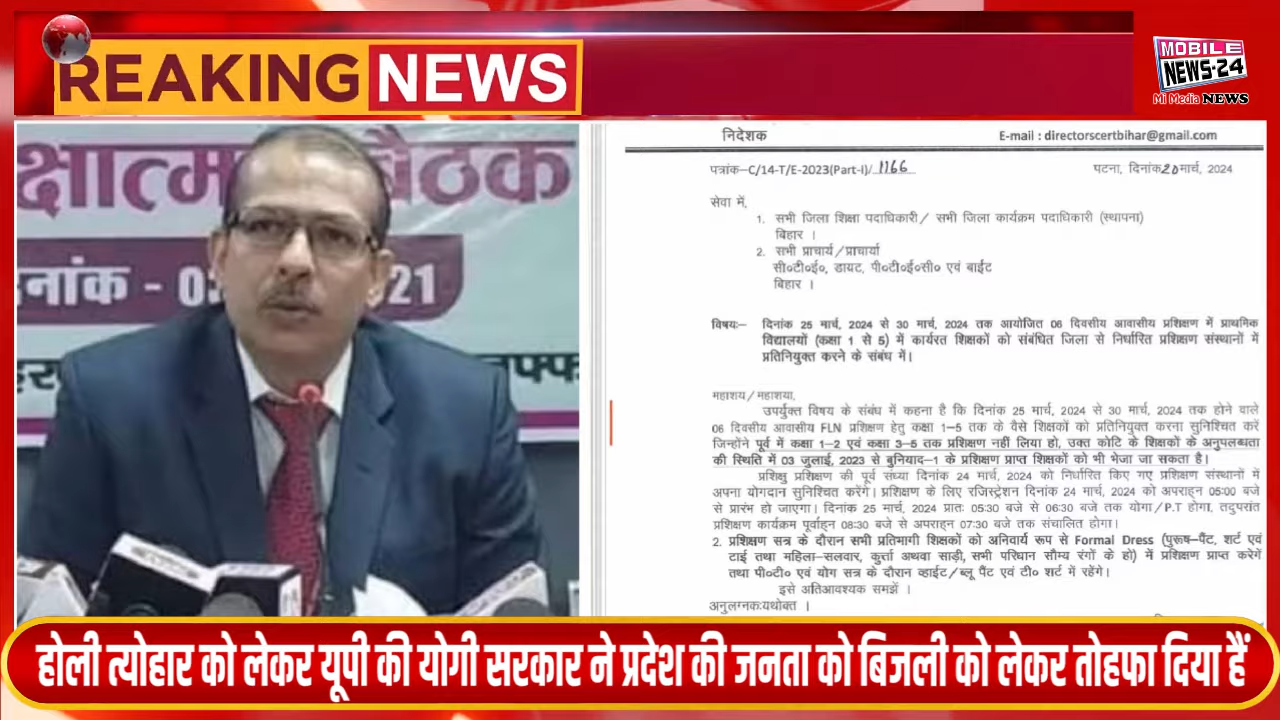 REAKING NEWS
MOBILE
NEWS-24
Mi Media NEWS
क्षात्म बैठक
दिनांक - 03 21
निदेशक E-mail : directorscertbihar@gmail.com
पत्रांक–C/14-T/E-2023(Part-I)/1166 पटना, दिनांक 20 मार्च, 2024
सेवा में,
1. सभी जिला शिक्षा पदाधिकारी/ सभी जिला कार्यक्रम पदाधिकारी (स्थापना)
बिहार ।
2. सभी प्राचार्य/प्राचार्या
सी०टी०ई०, डायट, पी०टी०ई०सी० एवं बाईट
बिहार ।
विषयः– दिनांक 25 मार्च, 2024 से 30 मार्च, 2024 तक आयोजित 06 दिवसीय आवासीय प्रशिक्षण में प्राथमिक
विद्यालयों (कक्षा 1 से 5) में कार्यरत शिक्षकों को संबंधित जिला से निर्धारित प्रशिक्षण संस्थानों में
प्रतिनियुक्त करने के संबंध में।
महाशय/महाशया,
उपर्युक्त विषय के संबंध में कहना है कि दिनांक 25 मार्च, 2024 से 30 मार्च, 2024 तक होने वाले
06 दिवसीय आवासीय FLN प्रशिक्षण हेतु कक्षा 1–5 तक के वैसे शिक्षकों को प्रतिनियुक्त करना सुनिश्चित करें
जिन्होने पूर्व में कक्षा 1–2 एवं कक्षा 3–5 तक प्रशिक्षण नहीं लिया हो, उक्त कोटि के शिक्षकों के अनुपलब्धता
की स्थिति में 03 जुलाई, 2023 से बुनियाद–1 के प्रशिक्षण प्राप्त शिक्षकों को भी भेजा जा सकता है।
प्रशिक्षु प्रशिक्षण की पूर्व संध्या दिनांक 24 मार्च, 2024 को निर्धारित किए गए प्रशिक्षण संस्थानों में
अपना योगदान सुनिश्चित करेंगे। प्रशिक्षण के लिए रजिस्ट्रेशन दिनांक 24 मार्च, 2024 को अपराहन 05:00 बजे
से प्रारंभ हो जाएगा। दिनांक 25 मार्च, 2024 प्रातः 05:30 बजे से 06:30 बजे तक योगा/P.T होगा, तदुपरांत
प्रशिक्षण कार्यक्रम पूर्वाहन 08:30 बजे से अपराहन 07:30 बजे तक संचालित होगा।
2. प्रशिक्षण सत्र के दौरान सभी प्रतिभागी शिक्षकों को अनिवार्य रूप से Formal Dress (पुरूष–पैंट, शर्ट एवं
टाई तथा महिला–सलवार, कुर्त्ता अथवा साड़ी, सभी परिधान सौम्य रंगों के हो) में प्रशिक्षण प्राप्त करेगें
तथा पी०टी० एवं योग सत्र के दौरान व्हाईट/ब्लू पैंट एवं टी० शर्ट में रहेंगे।
इसे अतिआवश्यक समझें ।
अनुलग्नकःयथोक्त ।
होली त्योहार को लेकर यूपी की योगी सरकार ने प्रदेश की जनता को बिजली को लेकर तोहफा दिया हैं